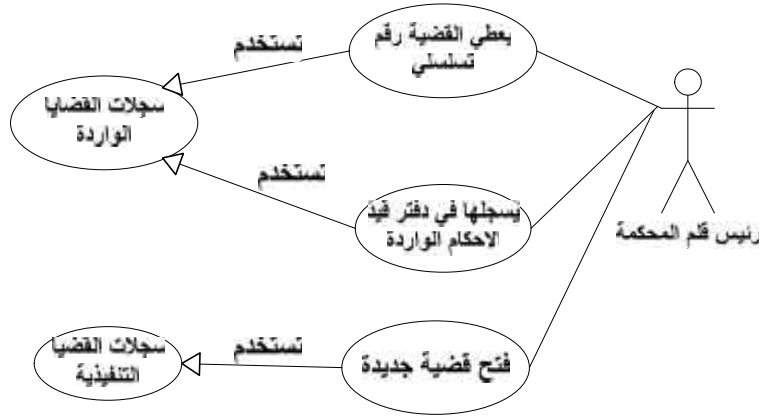 يعطي القضية رقم
تسلسلي
تستخدم
سجلات القضايا
الواردة
تستخدم
يسجلها في دفتر قيد
الاحكام الواردة
رئيس قلم المحكمة
فتح قضية جديدة
تستخدم
سجلات القضيا
التنفيذية